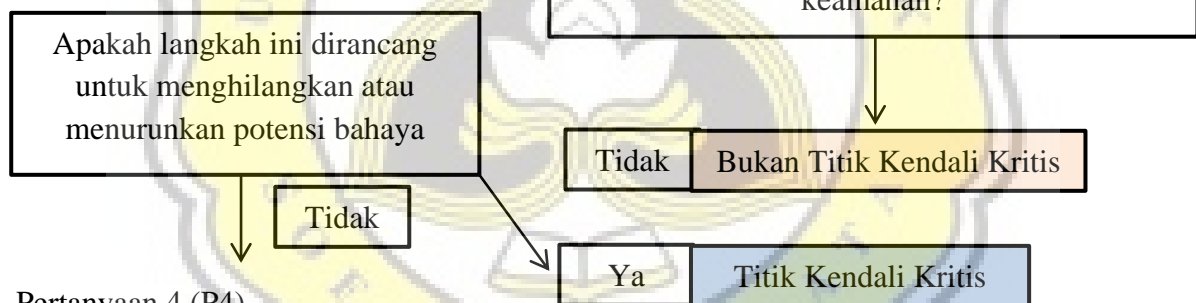 keamanan?
Apakah langkah ini dirancang
untuk menghilangkan atau
menurunkan potensi bahaya
Tidak
Bukan Titik Kendali Kritis
Tidak
Ya
Titik Kendali Kritis
Pertanyaan 4 (P4)